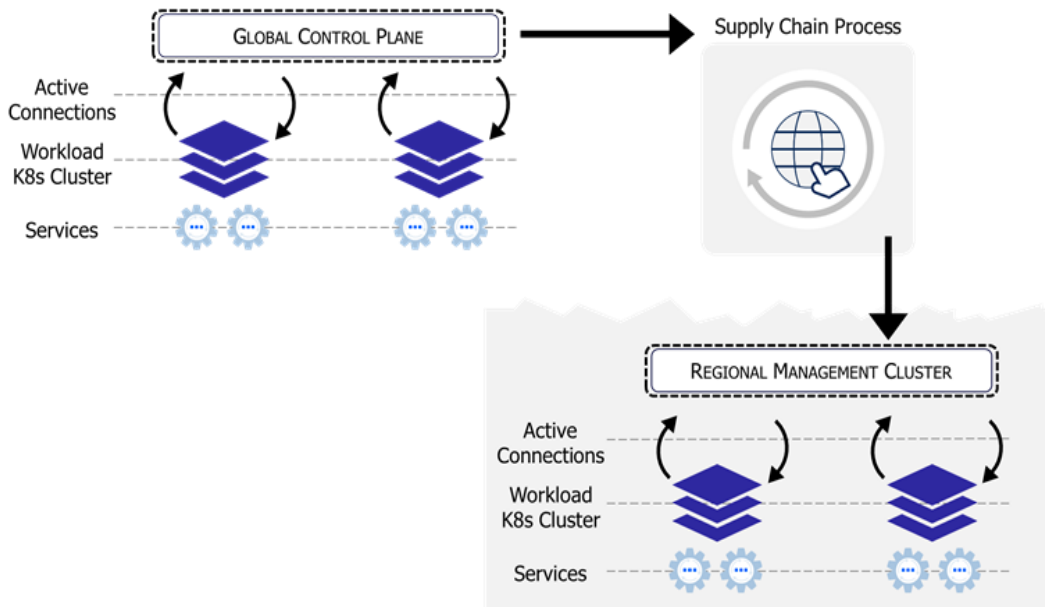 GLOBAL CONTROL PLANE
Supply Chain Process
Active
Connections
Workload
K8s Cluster
Services
REGIONAL MANAGEMENT CLUSTER
Active
Connections
Workload
K8s Cluster
Services